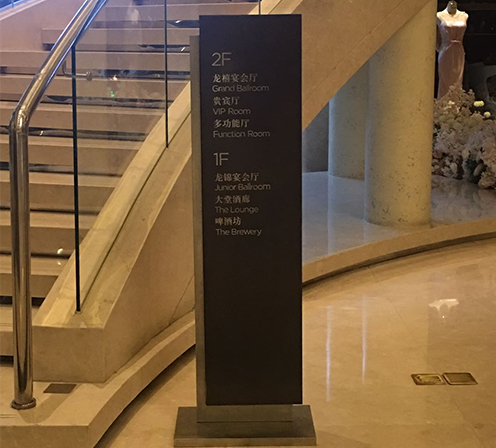 2F
龙禧宴会厅
Grand Ballroom
贵宾厅
VIP Room
多功能厅
Function Room
1F
龙锦宴会厅
Junior Ballroom
大堂酒廊
The Lounge
啤酒坊
The Brewery